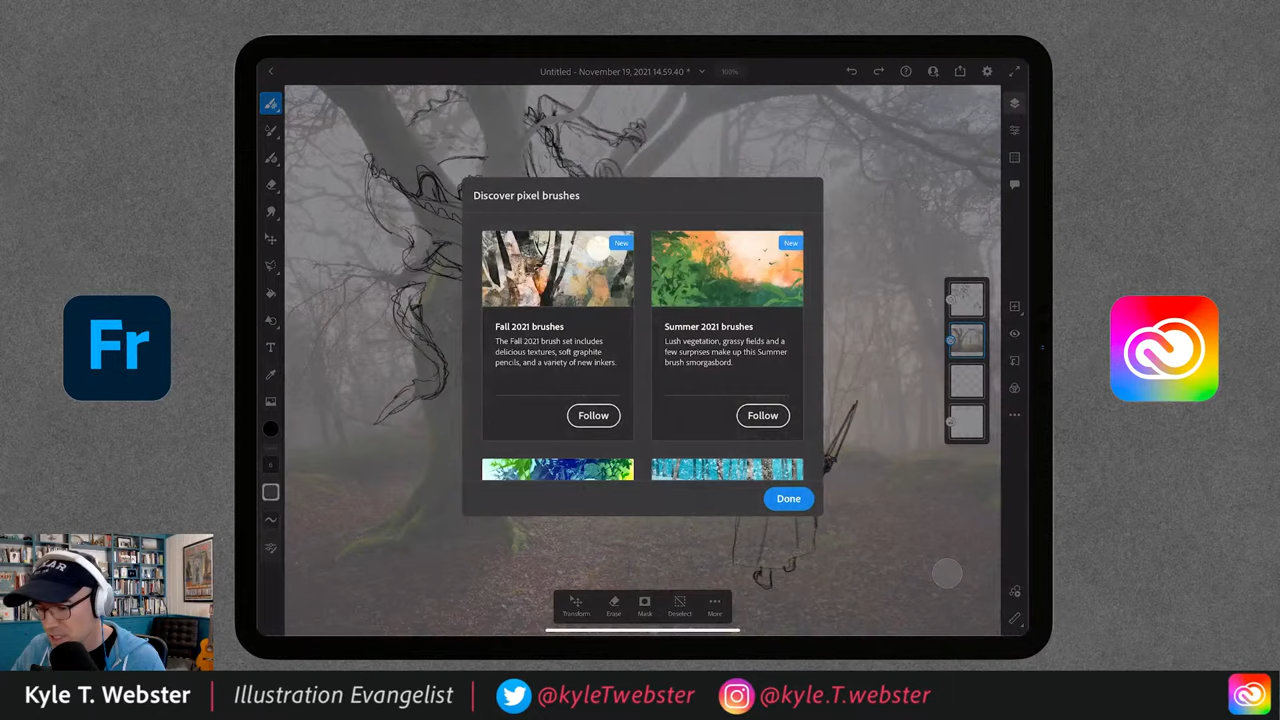 Untitled - November 19, 2021 14.59.40 *
100%
Discover pixel brushes
New
New
Fall 2021 brushes
The Fall 2021 brush set includes
delicious textures, soft graphite
pencils, and a variety of new inkers.
Follow
Summer 2021 brushes
Lush vegetation, grassy fields and a
few surprises make up this Summer
brush smorgasbord.
Follow
Done
Fr
T
6
Transform
Erase
Mask
Deselect
More
Kyle T. Webster | Illustration Evangelist
@kyleTwebster
@kyle.T.webster